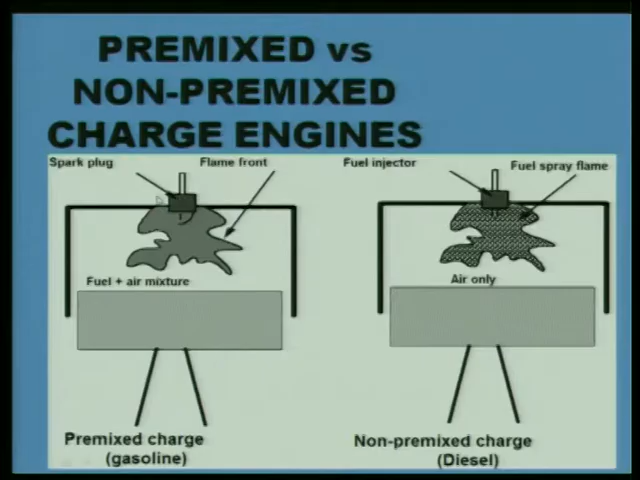 PREMIXED vs
NON-PREMIXED
CHARGE ENGINES
Spark plug
Flame front
Fuel + air mixture
Premixed charge
(gasoline)
Fuel injector
Fuel spray flame
Air only
Non-premixed charge
(Diesel)